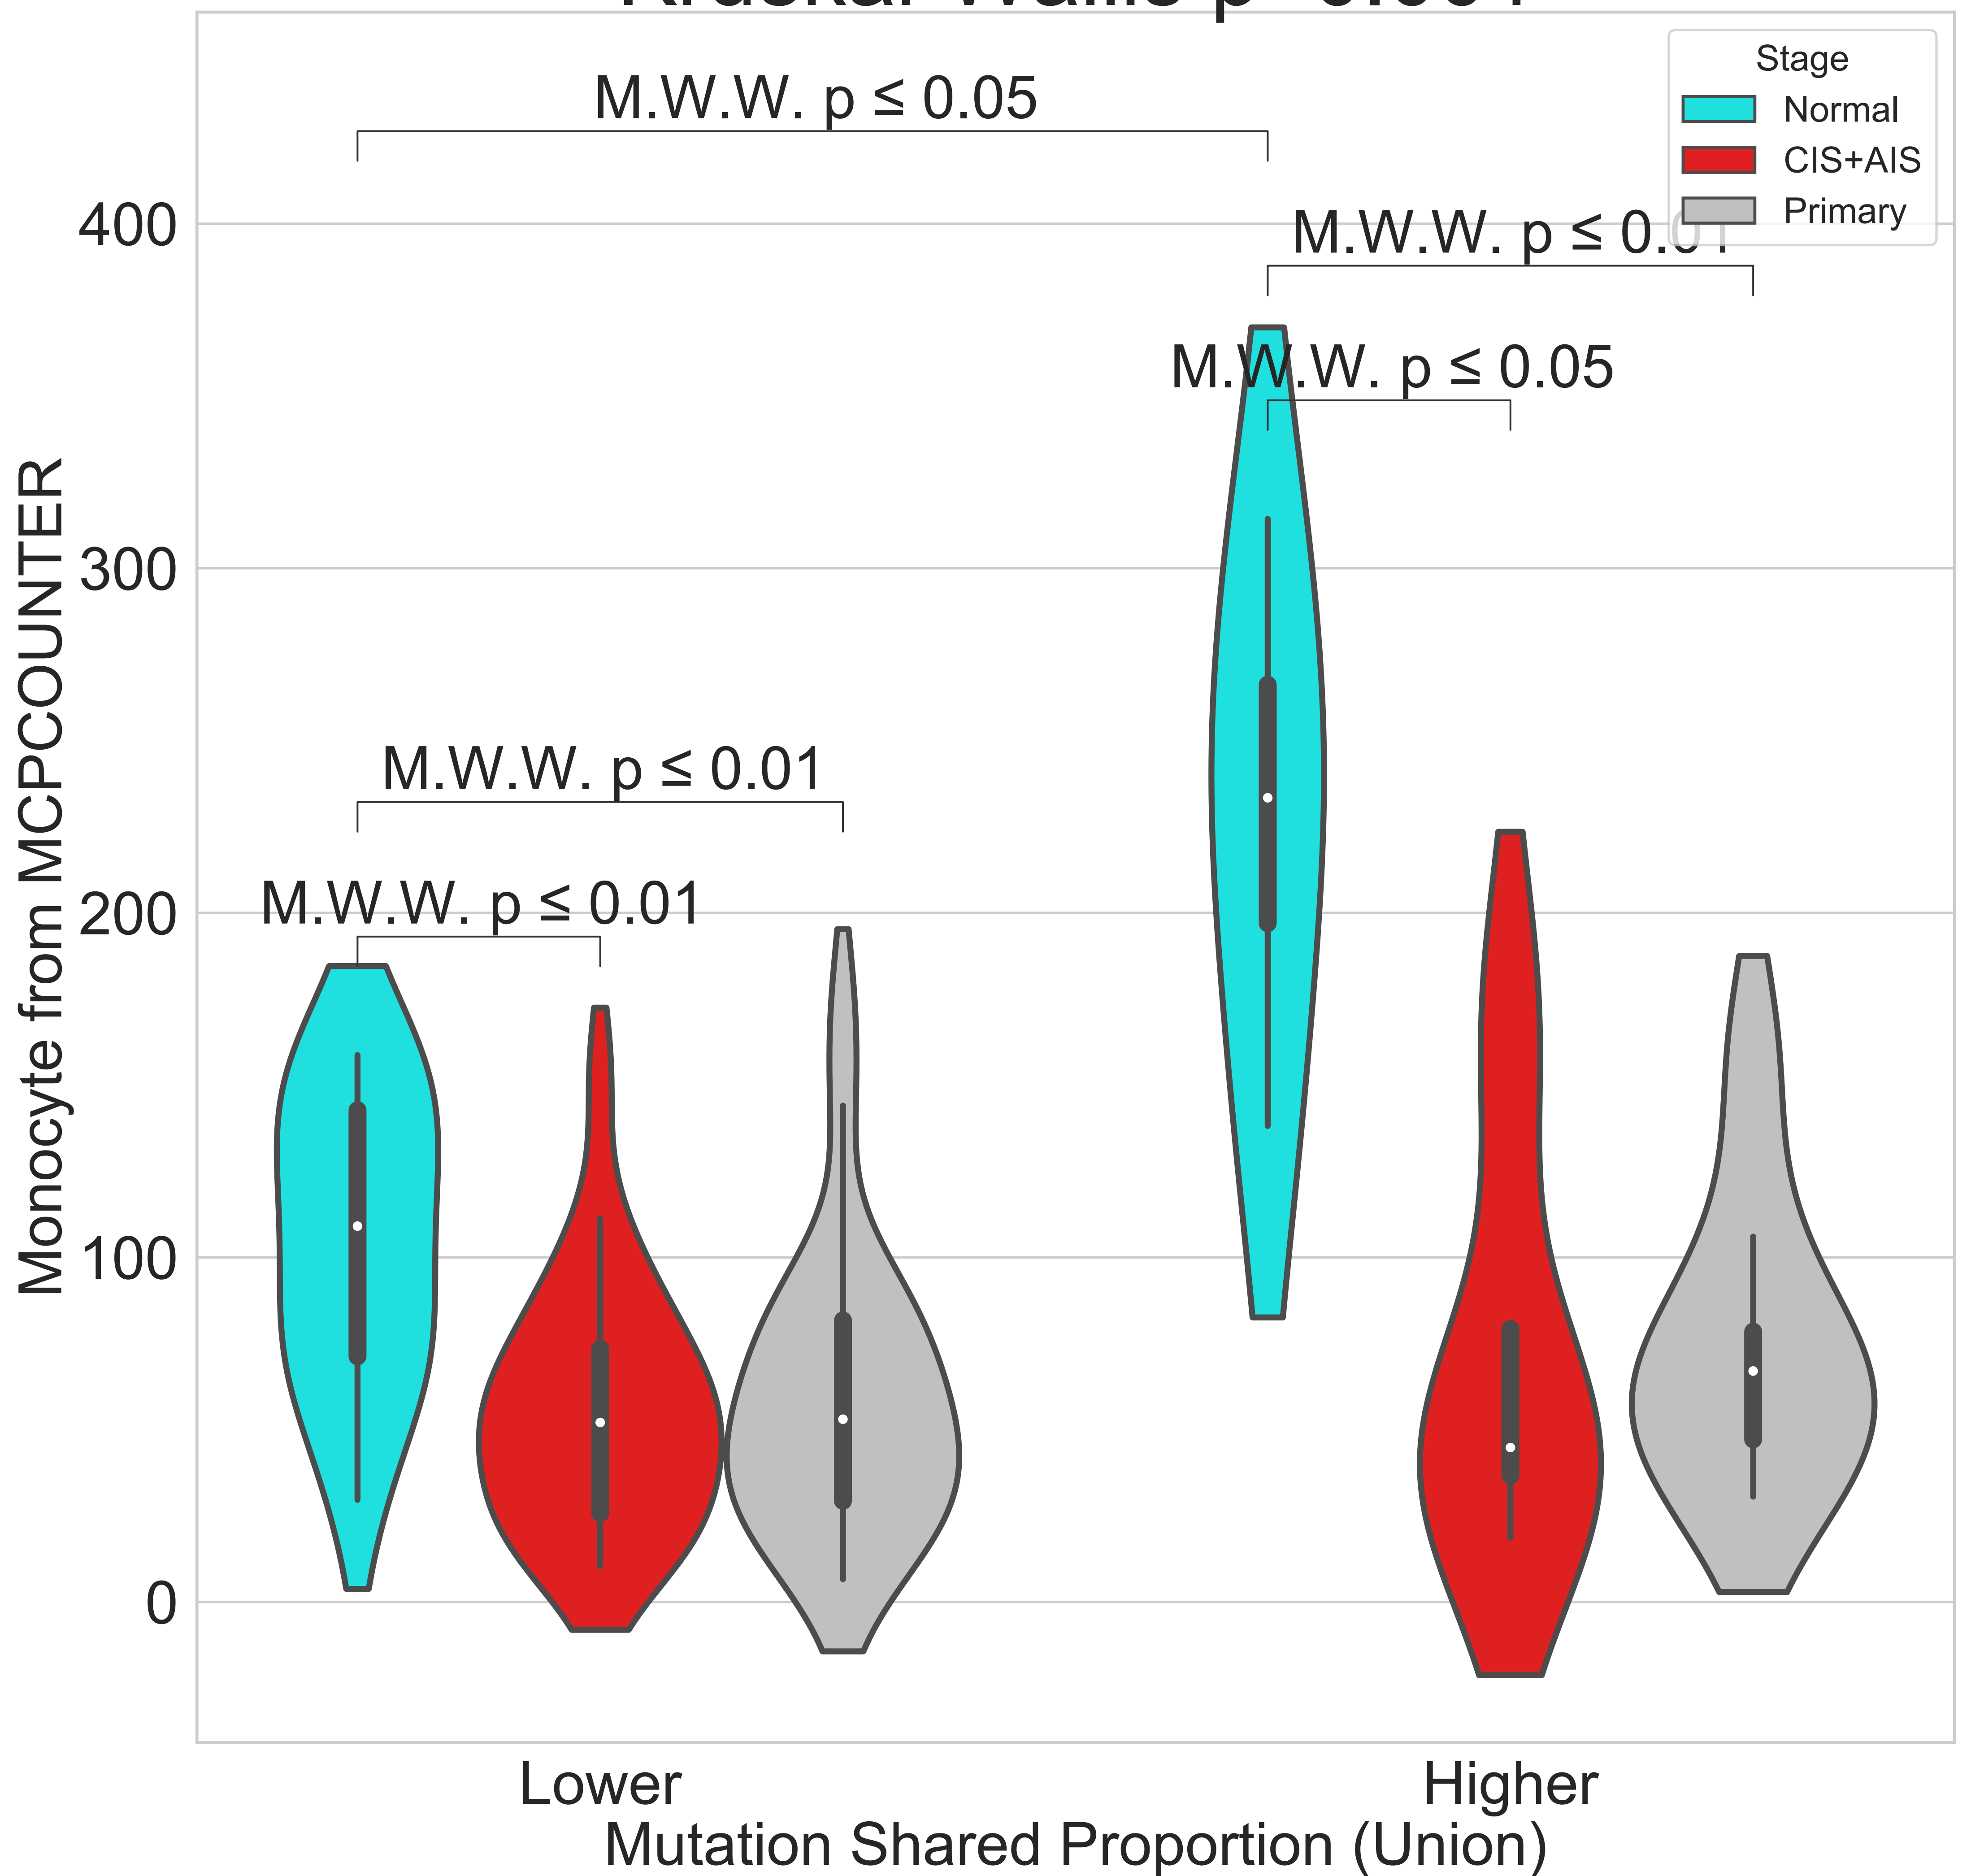 M.W.W. p ≤ 0.05
Stage
Normal
CIS+AIS
Primary
M.W.W. p ≤ 0.01
M.W.W. p ≤ 0.05
M.W.W. p ≤ 0.01
M.W.W. p ≤ 0.01
400
300
200
100
0
Monocyte from MCPCOUNTER
Lower
Higher
Mutation Shared Proportion (Union)